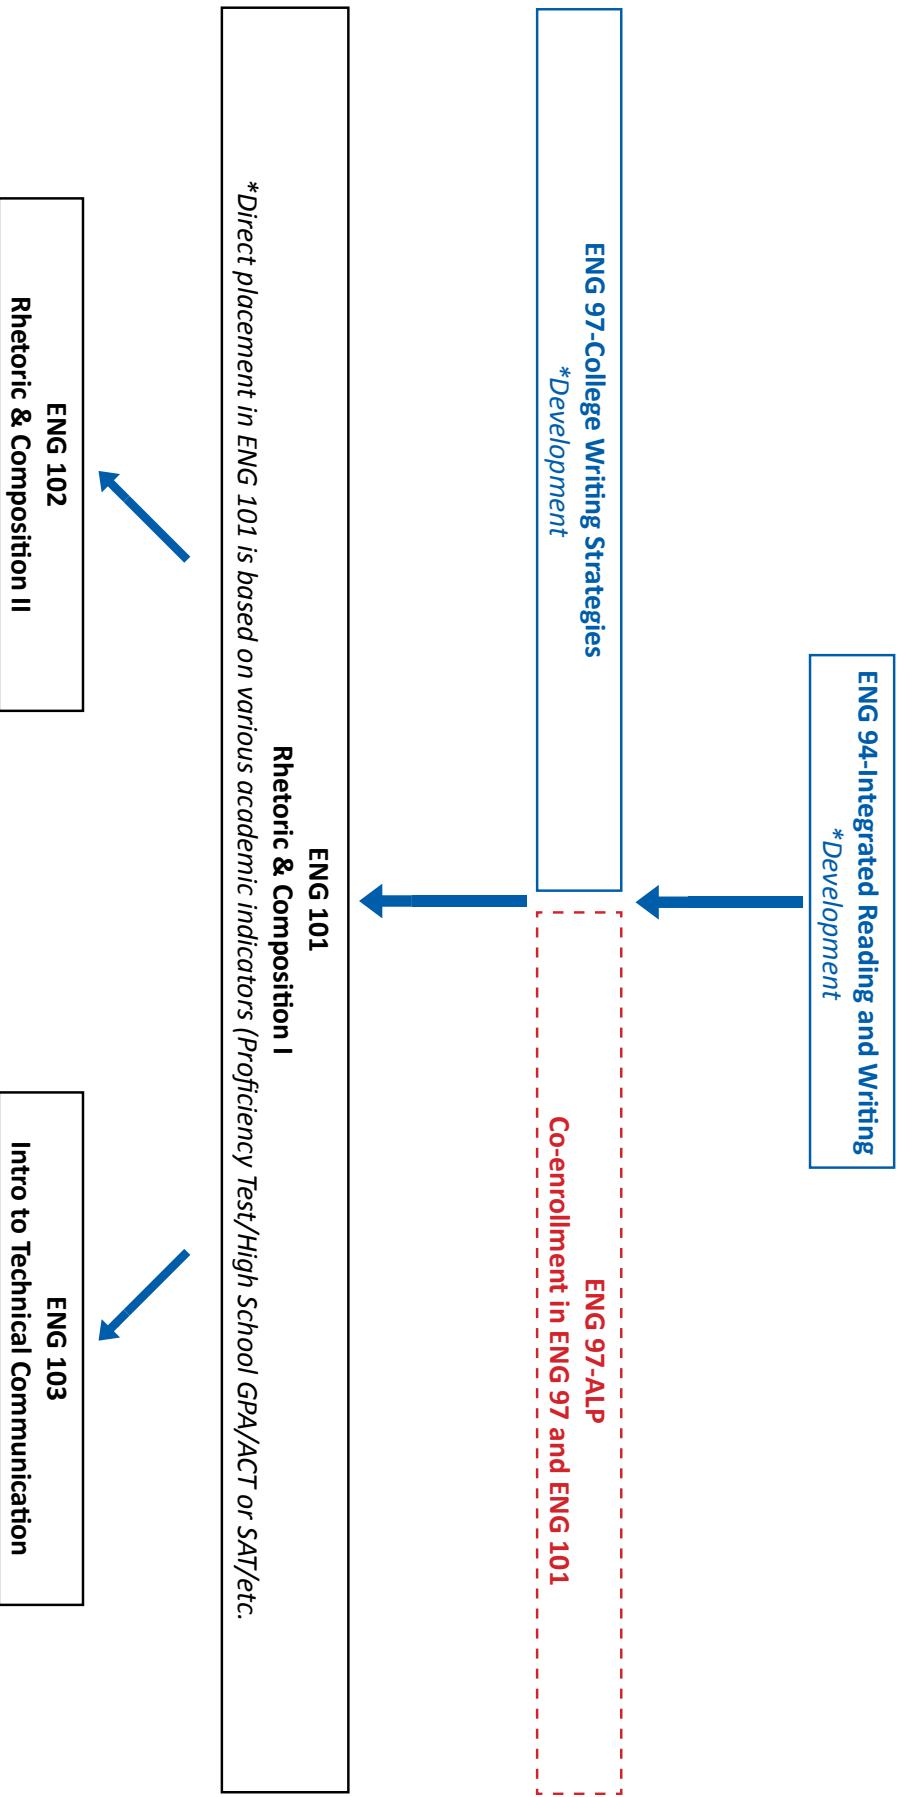 ENG 94-Integrated Reading and Writing
*Development
ENG 97-College Writing Strategies
*Development
ENG 97-ALP
Co-enrollment in ENG 97 and ENG 101
ENG 101
Rhetoric & Composition I
*Direct placement in ENG 101 is based on various academic indicators (Proficiency Test/High School GPA/ACT or SAT/etc.
ENG 102
Rhetoric & Composition II
ENG 103
Intro to Technical Communication